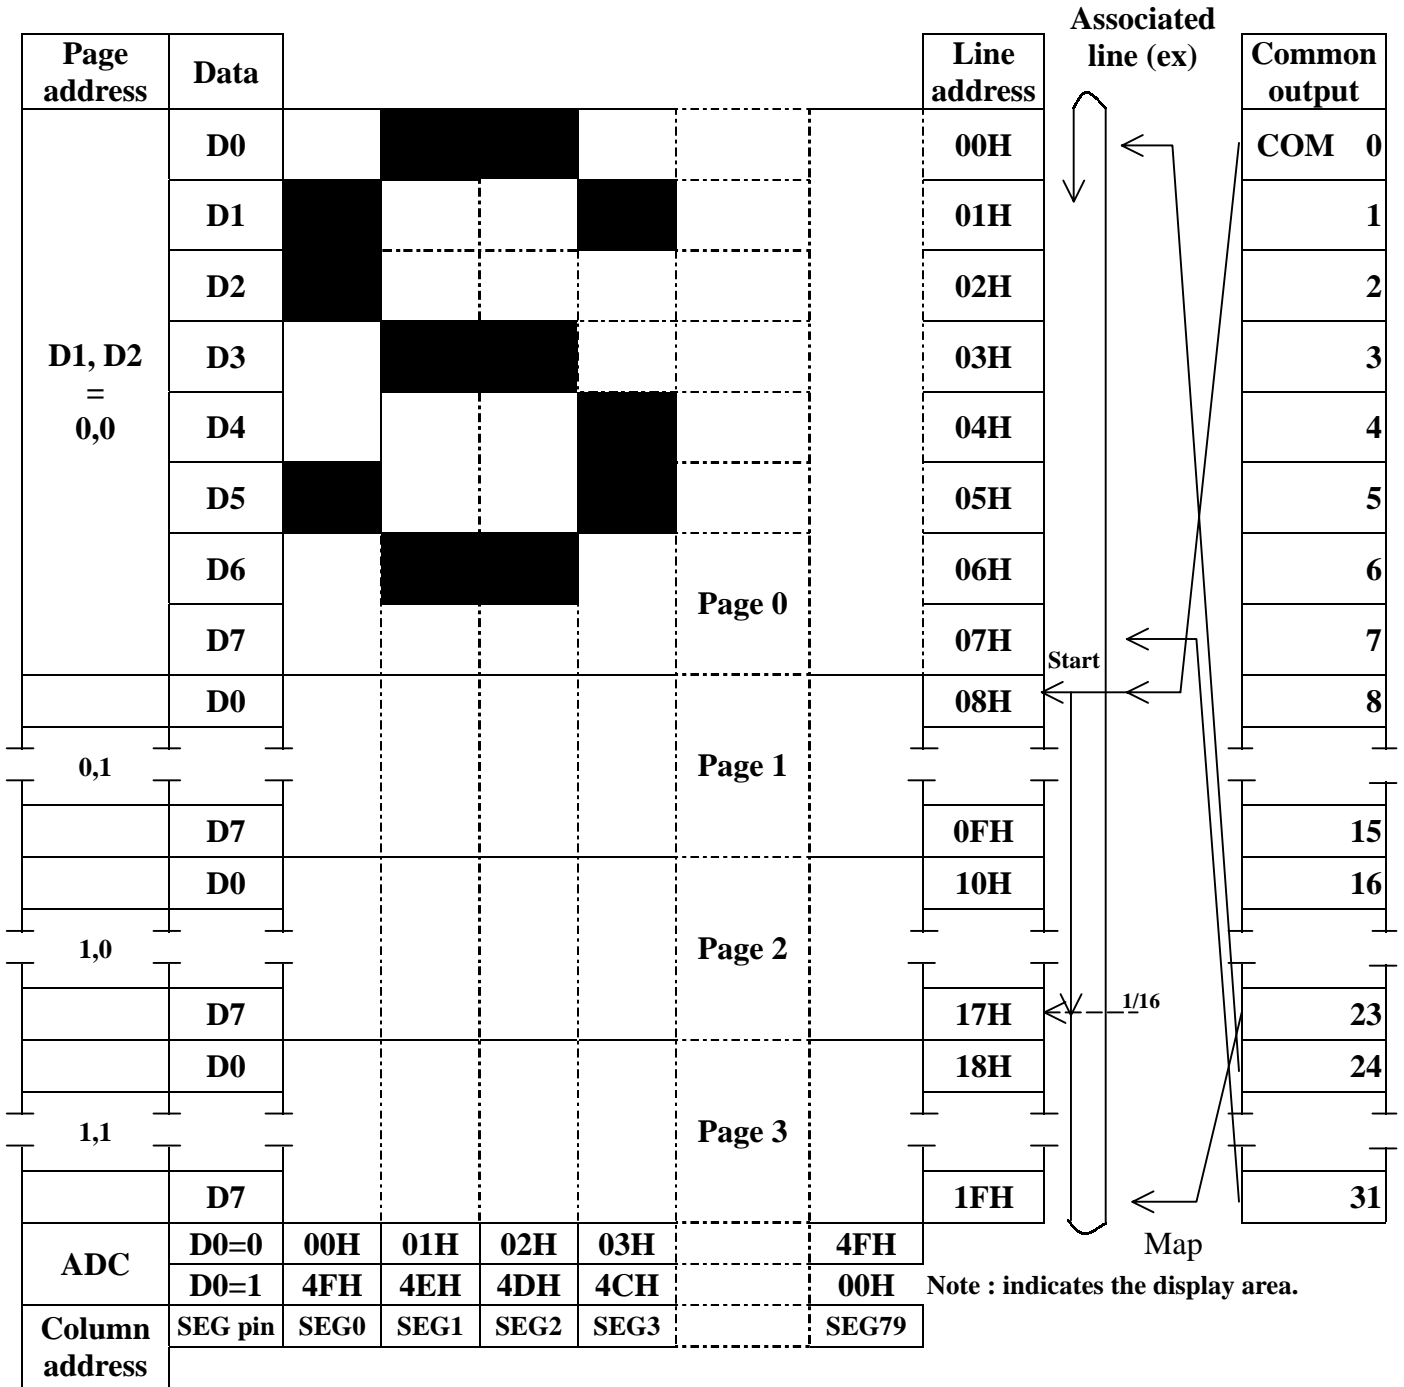 Associated
line (ex)
Page
address
Data
Line
address
Common
output
D0
00H
COM 0
D1
01H
1
D2
02H
2
D1, D2
=
0,0
D3
03H
3
D4
04H
4
D5
05H
5
D6
06H
6
Page 0
D7
07H
7
Start
D0
08H
8
0,1
Page 1
D7
0FH
15
D0
10H
16
1,0
Page 2
D7
17H
1/16
23
D0
18H
24
1,1
Page 3
D7
1FH
31
ADC
D0=0 00H 01H 02H 03H 4FH
Map
D0=1 4FH 4EH 4DH 4CH 00H
Note : indicates the display area.
Column
address
SEG pin SEG0 SEG1 SEG2 SEG3 SEG79